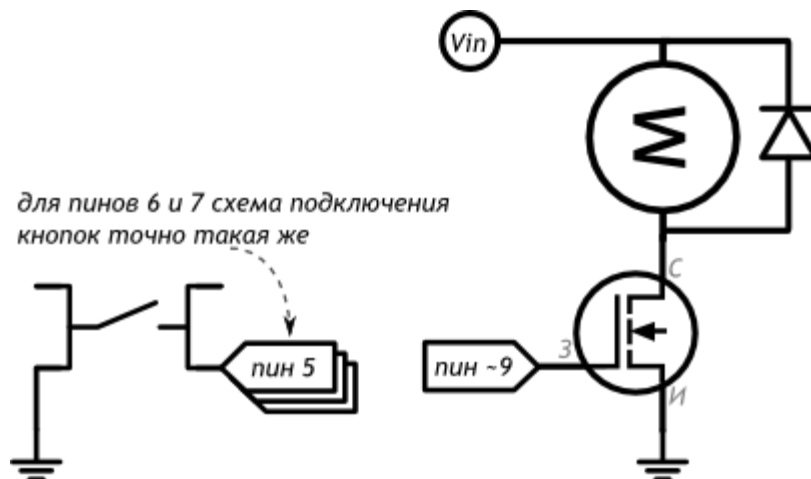 Vin
M
для пинов 6 и 7 схема подключения
кнопок точно такая же
С
пин 5
пин ~9
З
И